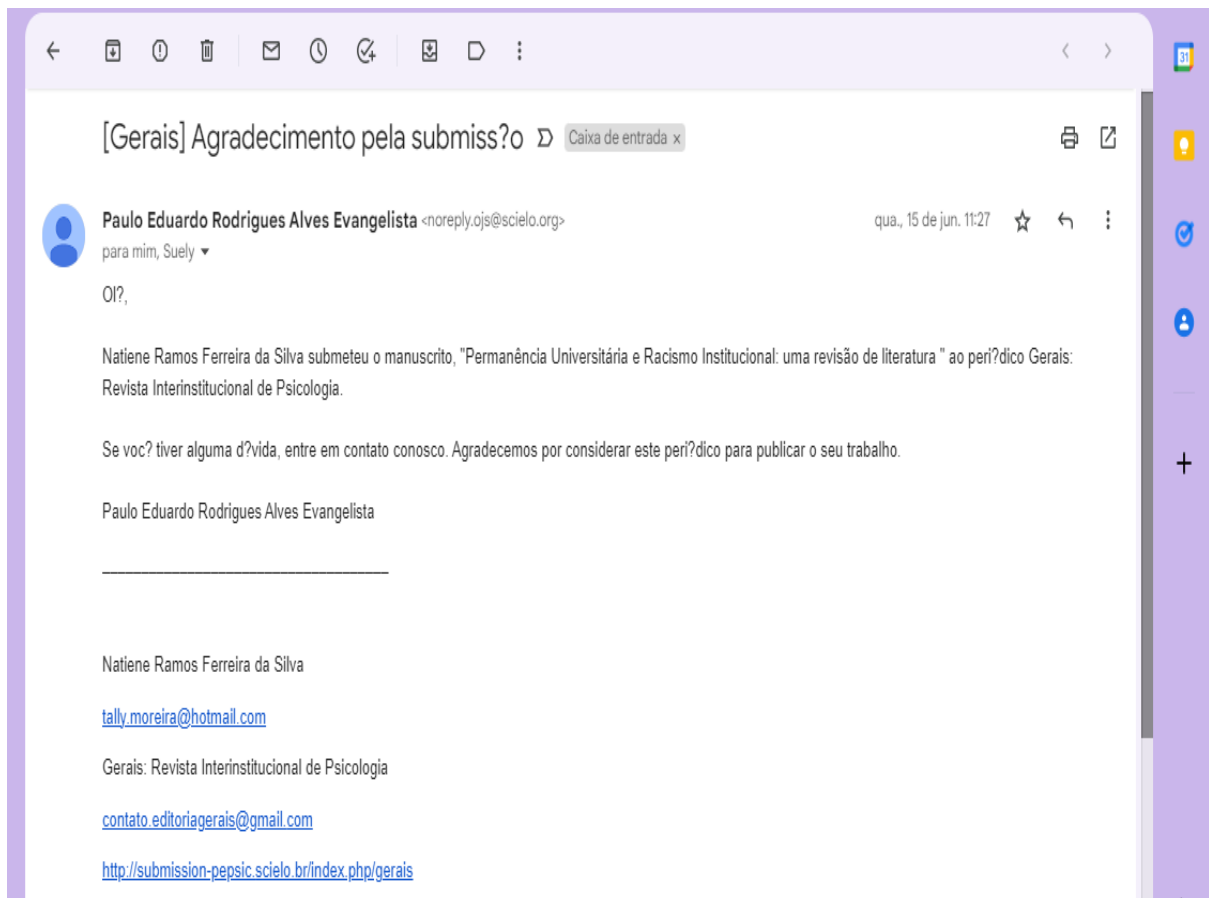 [Gerais] Agradecimento pela submiss?o Caixa de entrada ×
31
Paulo Eduardo Rodrigues Alves Evangelista <noreply.ojs@scielo.org> qua., 15 de jun. 11:27
para mim, Suely
Ol?,
Natiene Ramos Ferreira da Silva submeteu o manuscrito, "Permanência Universitária e Racismo Institucional: uma revisão de literatura " ao peri?dico Gerais:
Revista Interinstitucional de Psicologia.
Se voc? tiver alguma d?vida, entre em contato conosco. Agradecemos por considerar este peri?dico para publicar o seu trabalho.
Paulo Eduardo Rodrigues Alves Evangelista
____________________________________
Natiene Ramos Ferreira da Silva
tally.moreira@hotmail.com
Gerais: Revista Interinstitucional de Psicologia
contato.editoriagerais@gmail.com
http://submission-pepsic.scielo.br/index.php/gerais